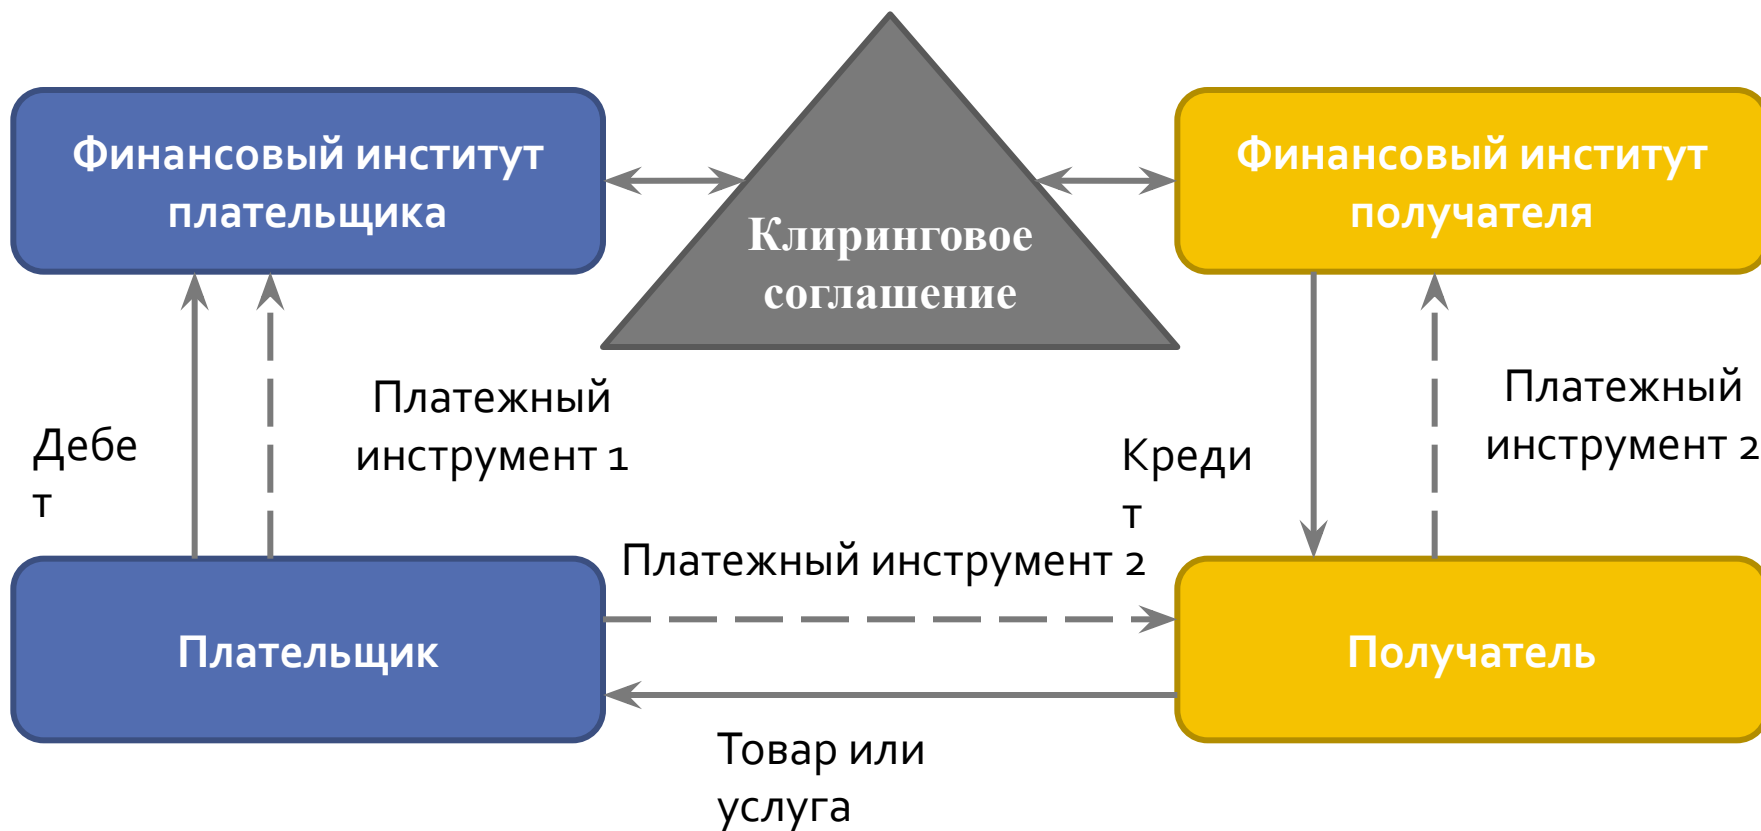 Финансовый институт
плательщика
Клиринговое
соглашение
Финансовый институт
получателя
Дебе
т
Платежный
инструмент 1
Креди
т
Платежный
инструмент 2
Платежный инструмент 2
Плательщик
Получатель
Товар или
услуга